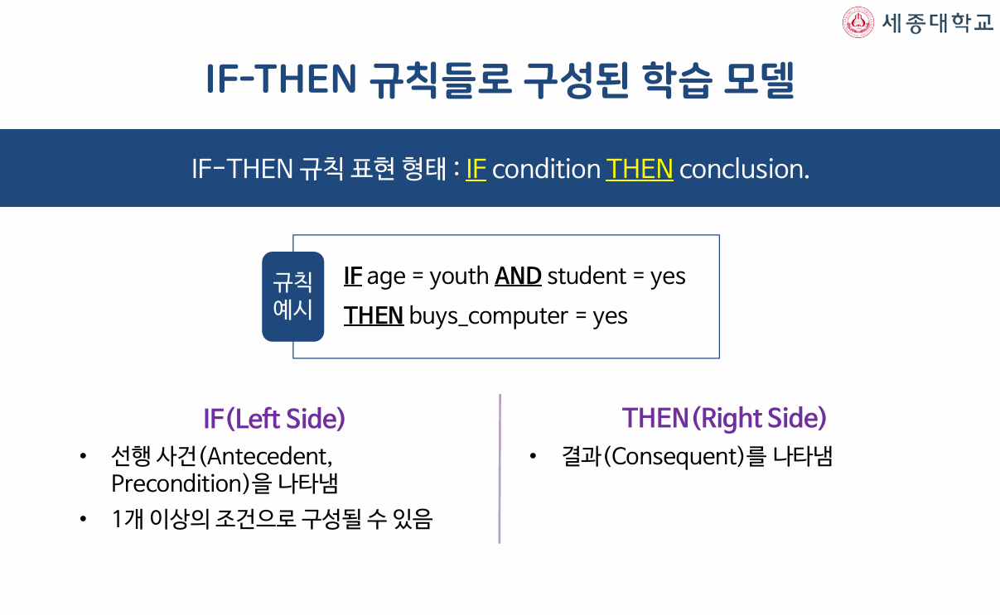 세종대학교
IF-THEN 규칙들로 구성된 학습 모델
IF-THEN 규칙 표현 형태 : IF condition THEN conclusion.
규칙
예시
IF age = youth AND student = yes
THEN buys_computer = yes
IF(Left Side)
• 선행 사건(Antecedent,
Precondition)을 나타냄
• 1개 이상의 조건으로 구성될 수 있음
THEN(Right Side)
• 결과(Consequent)를 나타냄